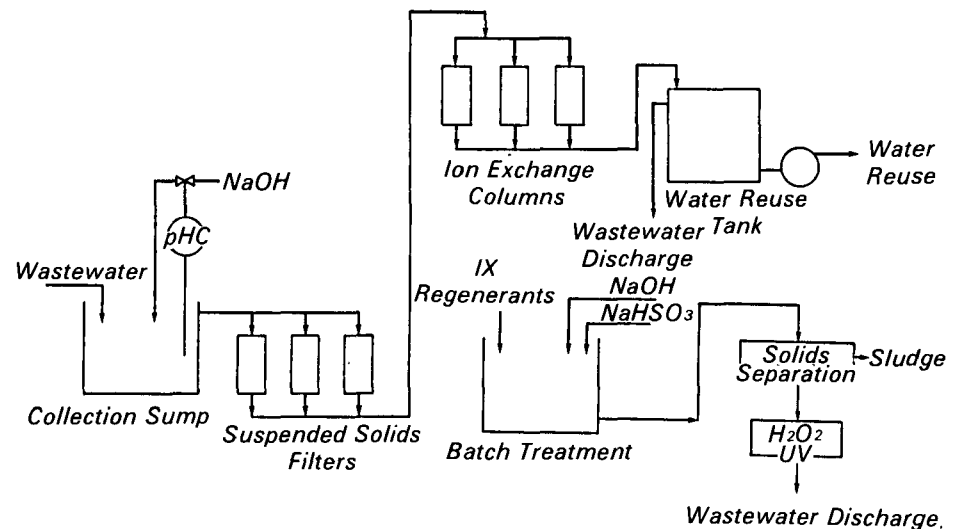 Ion Exchange
Columns
Water
Reuse
Water Reuse
Tank
Wastewater
Discharge
NaOH
pHC
Wastewater
Collection Sump
Suspended Solids
Filters
IX
Regenerants
NaOH
NaHSO₃
Batch Treatment
Solids
Separation
Sludge
H₂O₂
UV
Wastewater Discharge.